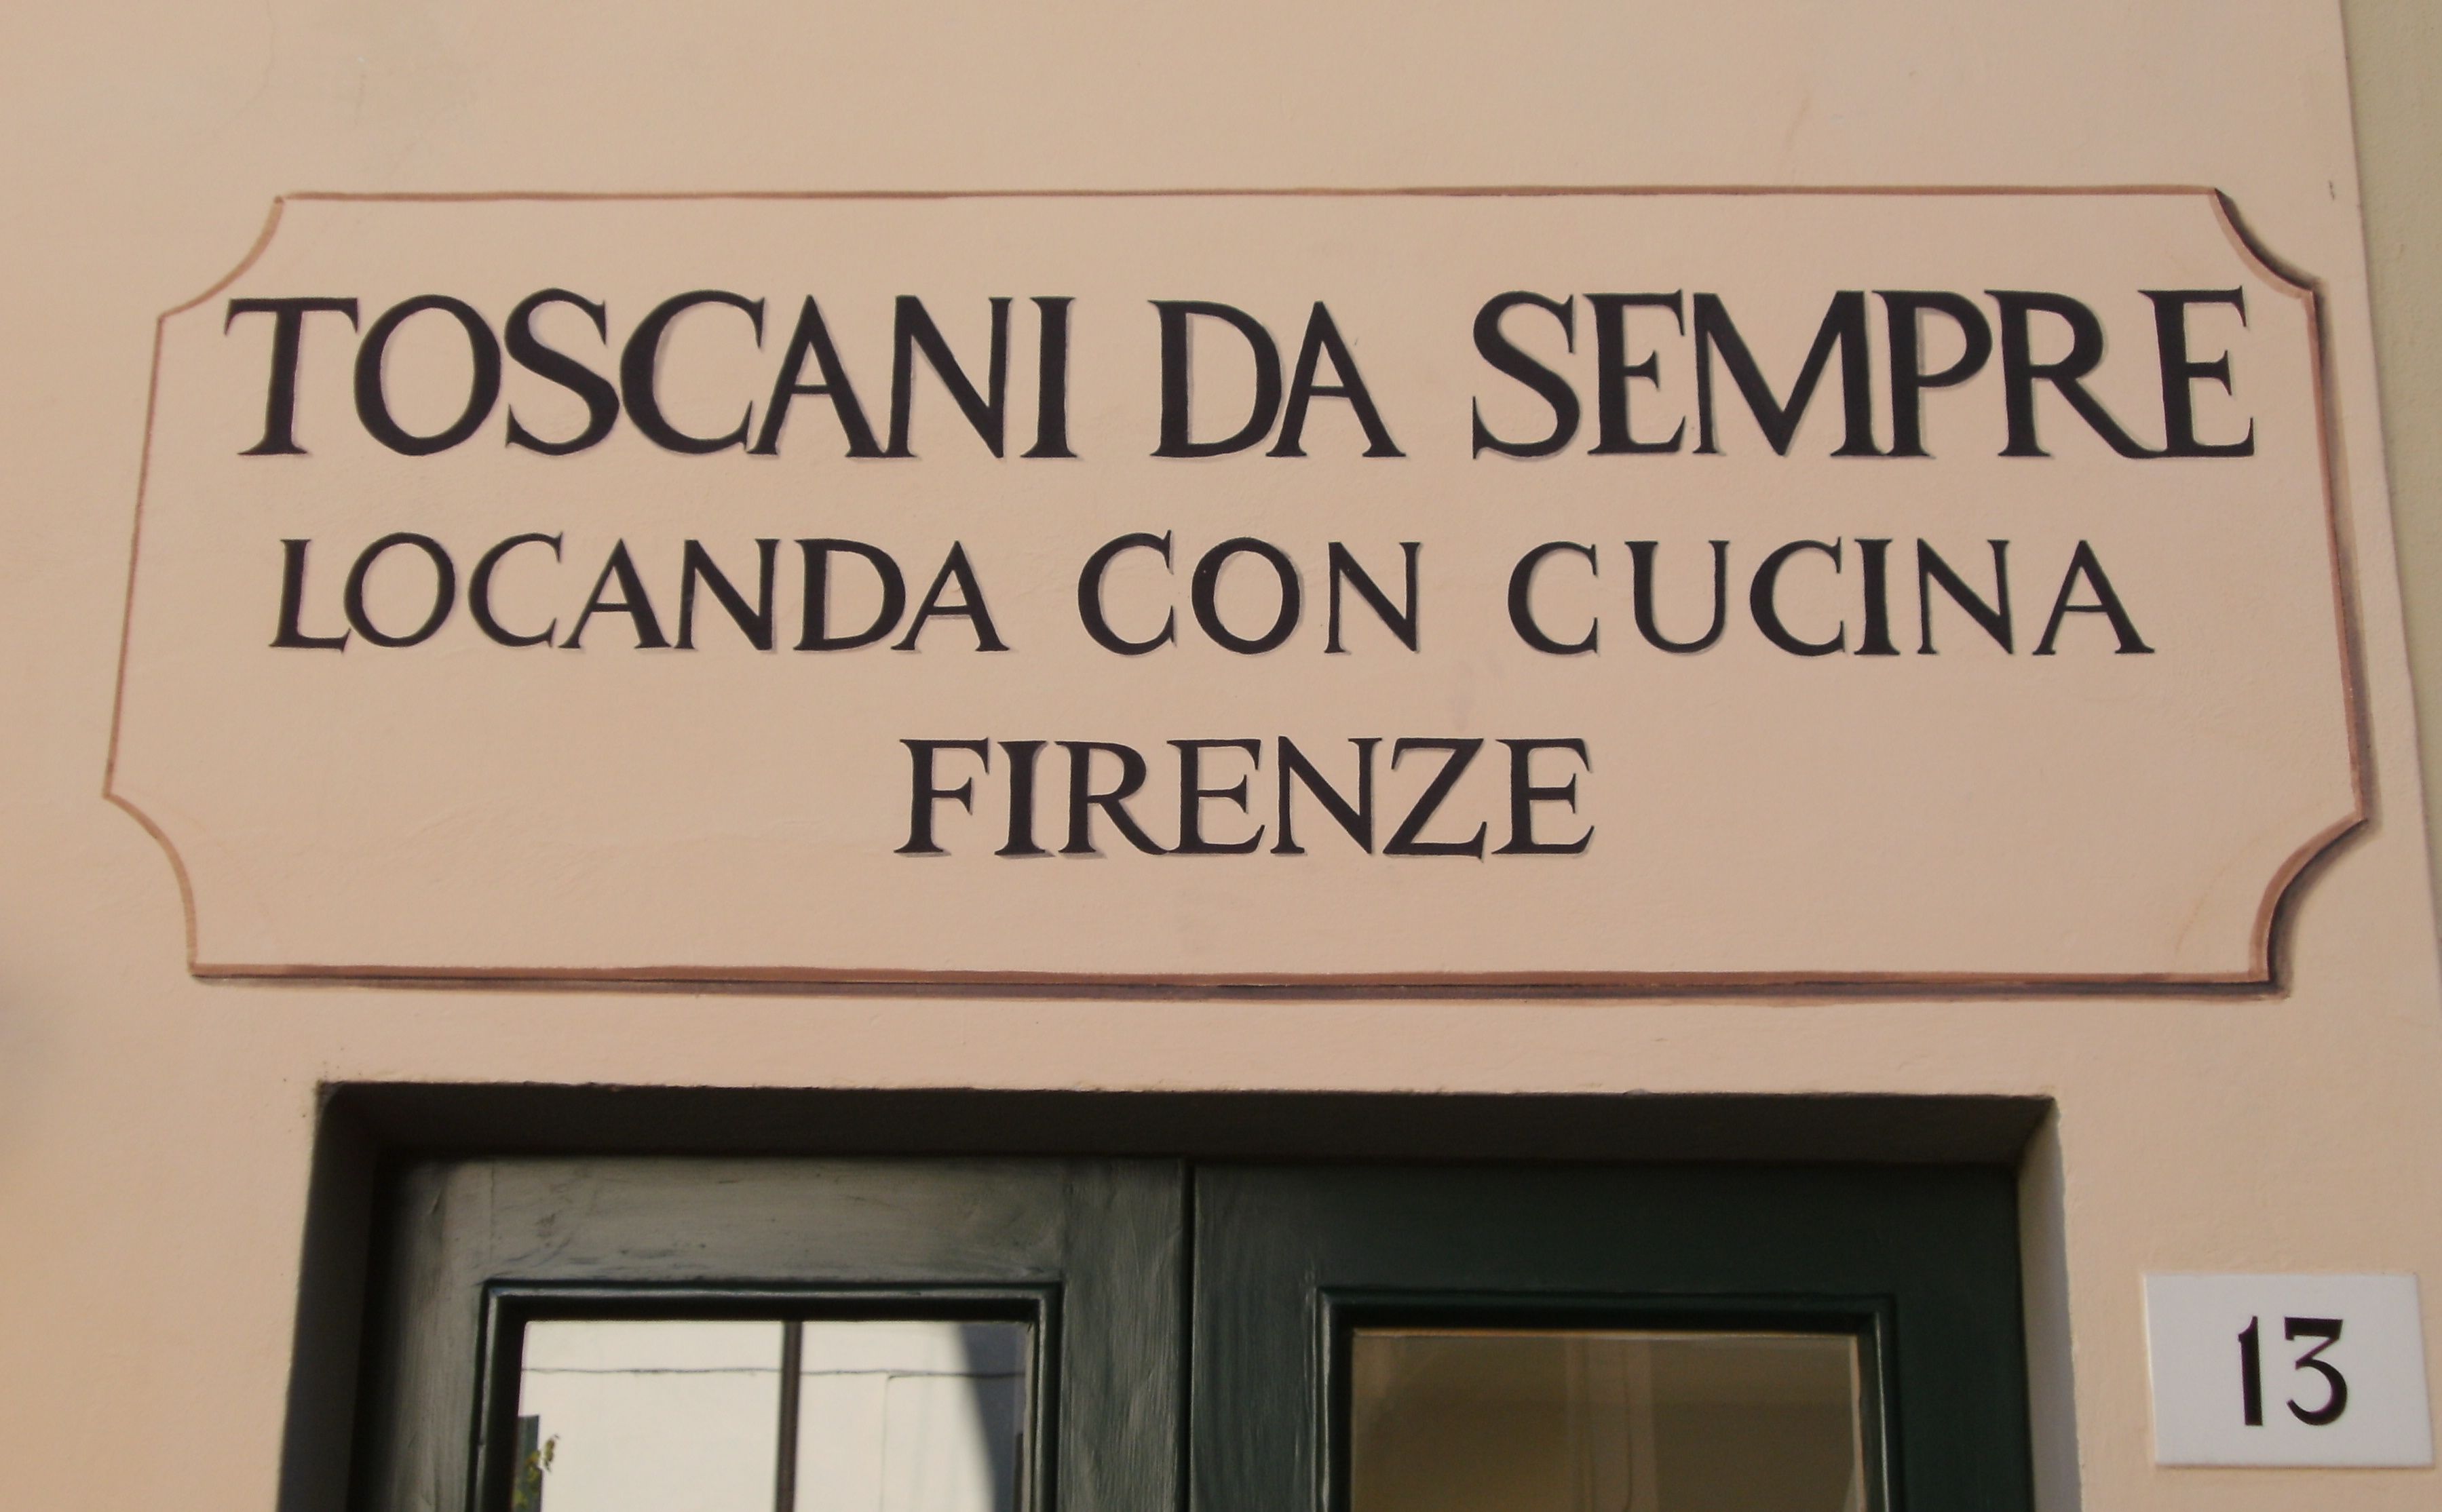 TOSCANI DA SEMPRE
LOCANDA CON CUCINA
FIRENZE
13